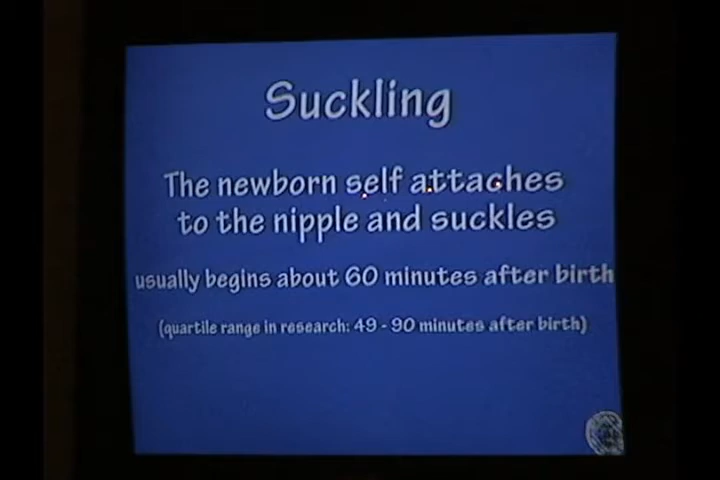 Suckling
The newborn self attaches
to the nipple and suckles
usually begins about 60 minutes after birth
(quartile range in research: 49 - 90 minutes after birth)